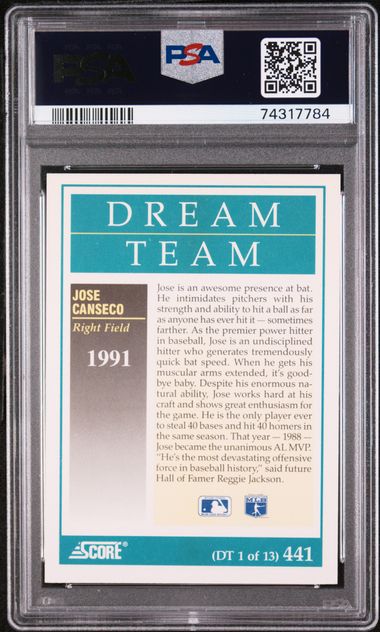 PSA
PSA
74317784
DREAM
TEAM
JOSE
CANSECO
Right Field
1991
Jose is an awesome presence at bat.
He intimidates pitchers with his
strength and ability to hit a ball as far
as anyone has ever hit it — sometimes
farther. As the premier power hitter
in baseball, Jose is an undisciplined
hitter who generates tremendously
quick bat speed. When he gets his
muscular arms extended, it's good-
bye baby. Despite his enormous na-
tural ability, Jose works hard at his
craft and shows great enthusiasm for
the game. He is the only player ever
to steal 40 bases and hit 40 homers in
the same season. That year — 1988 —
Jose became the unanimous AL MVP.
"He's the most devastating offensive
force in baseball history," said future
Hall of Famer Reggie Jackson.
SCORE
(DT 1 of 13) 441